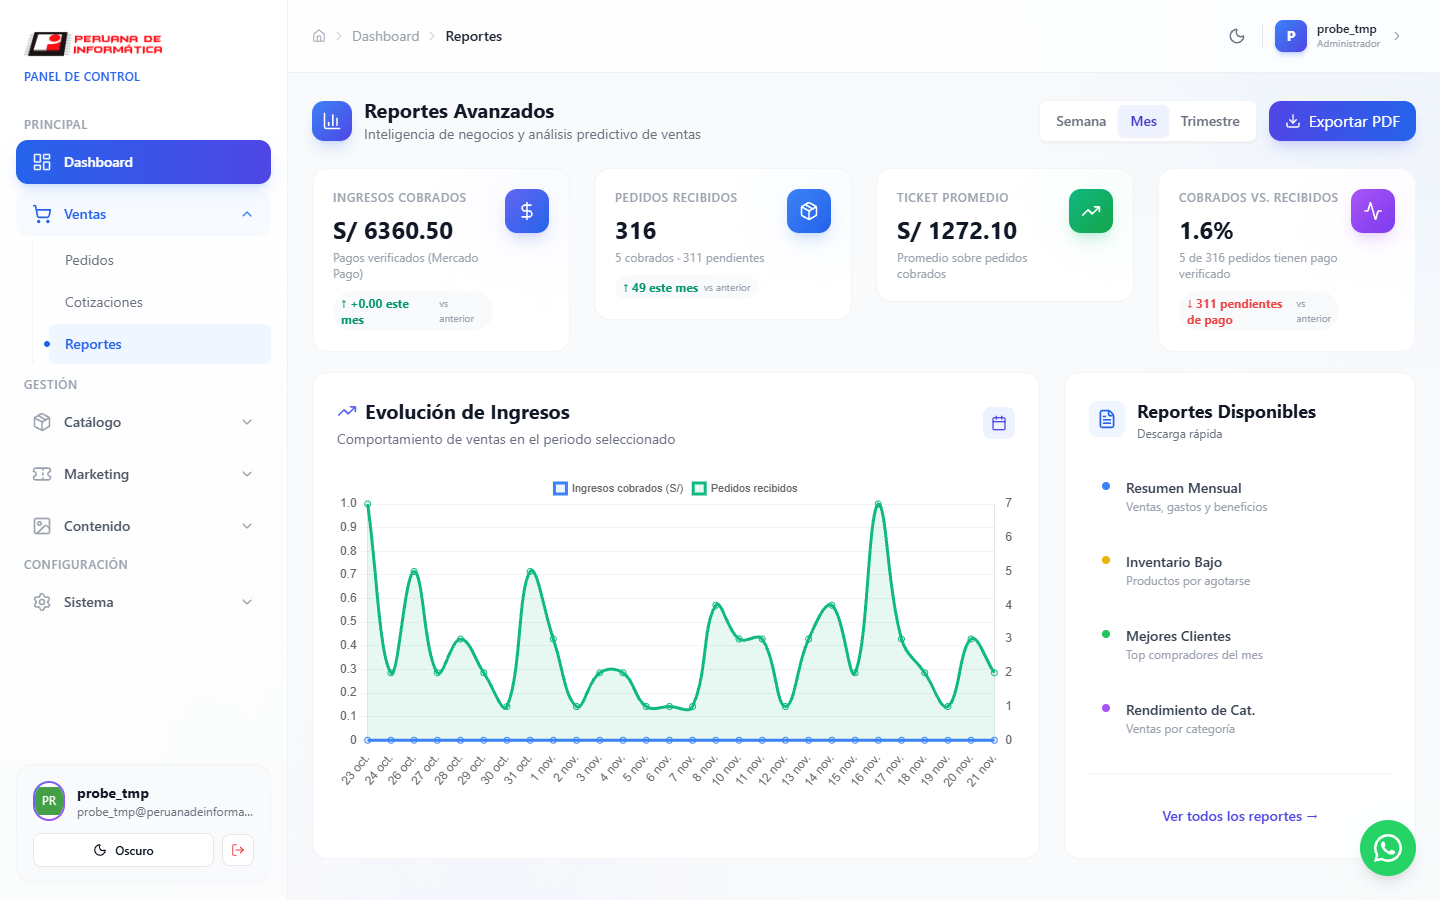 PERUANA DE
INFORMÁTICA
PANEL DE CONTROL
PRINCIPAL
Dashboard
Ventas
Pedidos
Cotizaciones
Reportes
GESTIÓN
Catálogo
Marketing
Contenido
CONFIGURACIÓN
Sistema
PR
probe_tmp
probe_tmp@peruanadeinforma...
Oscuro
Dashboard
Reportes
P
probe_tmp
Administrador
Reportes Avanzados
Inteligencia de negocios y análisis predictivo de ventas
Semana
Mes
Trimestre
Exportar PDF
INGRESOS COBRADOS
S/ 6360.50
Pagos verificados (Mercado
Pago)
↑ +0.00 este
mes
vs
anterior
PEDIDOS RECIBIDOS
316
5 cobrados · 311 pendientes
↑ 49 este mes vs anterior
TICKET PROMEDIO
S/ 1272.10
Promedio sobre pedidos
cobrados
COBRADOS VS. RECIBIDOS
1.6%
5 de 316 pedidos tienen pago
verificado
↓ 311 pendientes
de pago
vs
anterior
Evolución de Ingresos
Comportamiento de ventas en el periodo seleccionado
Ingresos cobrados (S/)
Pedidos recibidos
1.0
0.9
0.8
0.7
0.6
0.5
0.4
0.3
0.2
0.1
0
7
6
5
4
3
2
1
0
23 oct.
24 oct.
26 oct.
27 oct.
28 oct.
29 oct.
30 oct.
31 oct.
1 nov.
2 nov.
3 nov.
4 nov.
5 nov.
6 nov.
7 nov.
8 nov.
10 nov.
11 nov.
12 nov.
13 nov.
14 nov.
15 nov.
16 nov.
17 nov.
18 nov.
19 nov.
20 nov.
21 nov.
Reportes Disponibles
Descarga rápida
Resumen Mensual
Ventas, gastos y beneficios
Inventario Bajo
Productos por agotarse
Mejores Clientes
Top compradores del mes
Rendimiento de Cat.
Ventas por categoría
Ver todos los reportes →